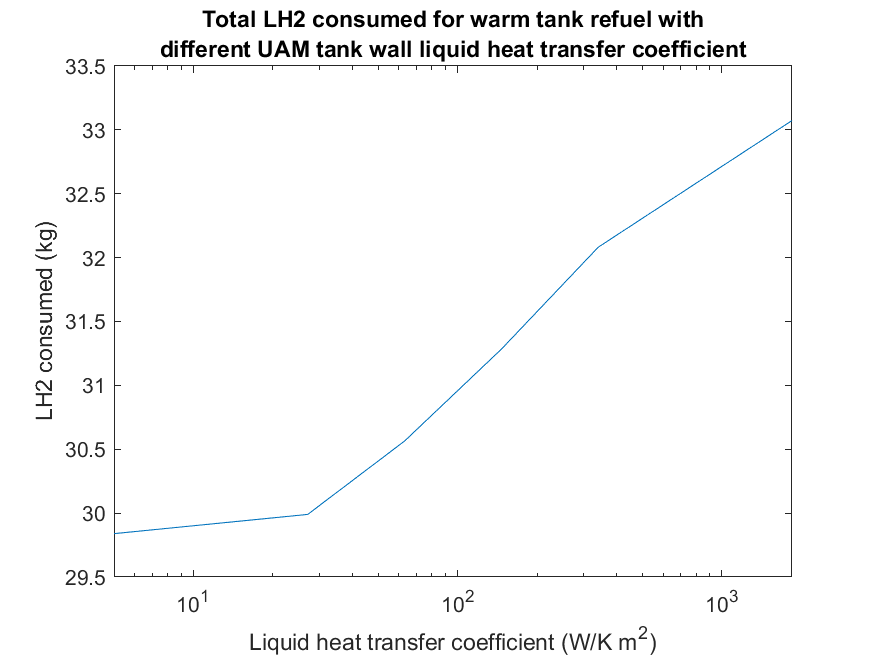 Total LH2 consumed for warm tank refuel with
different UAM tank wall liquid heat transfer coefficient
33.5
33
32.5
32
31.5
31
30.5
30
29.5
LH2 consumed (kg)
10^1 10^2 10^3
Liquid heat transfer coefficient (W/K m^2)